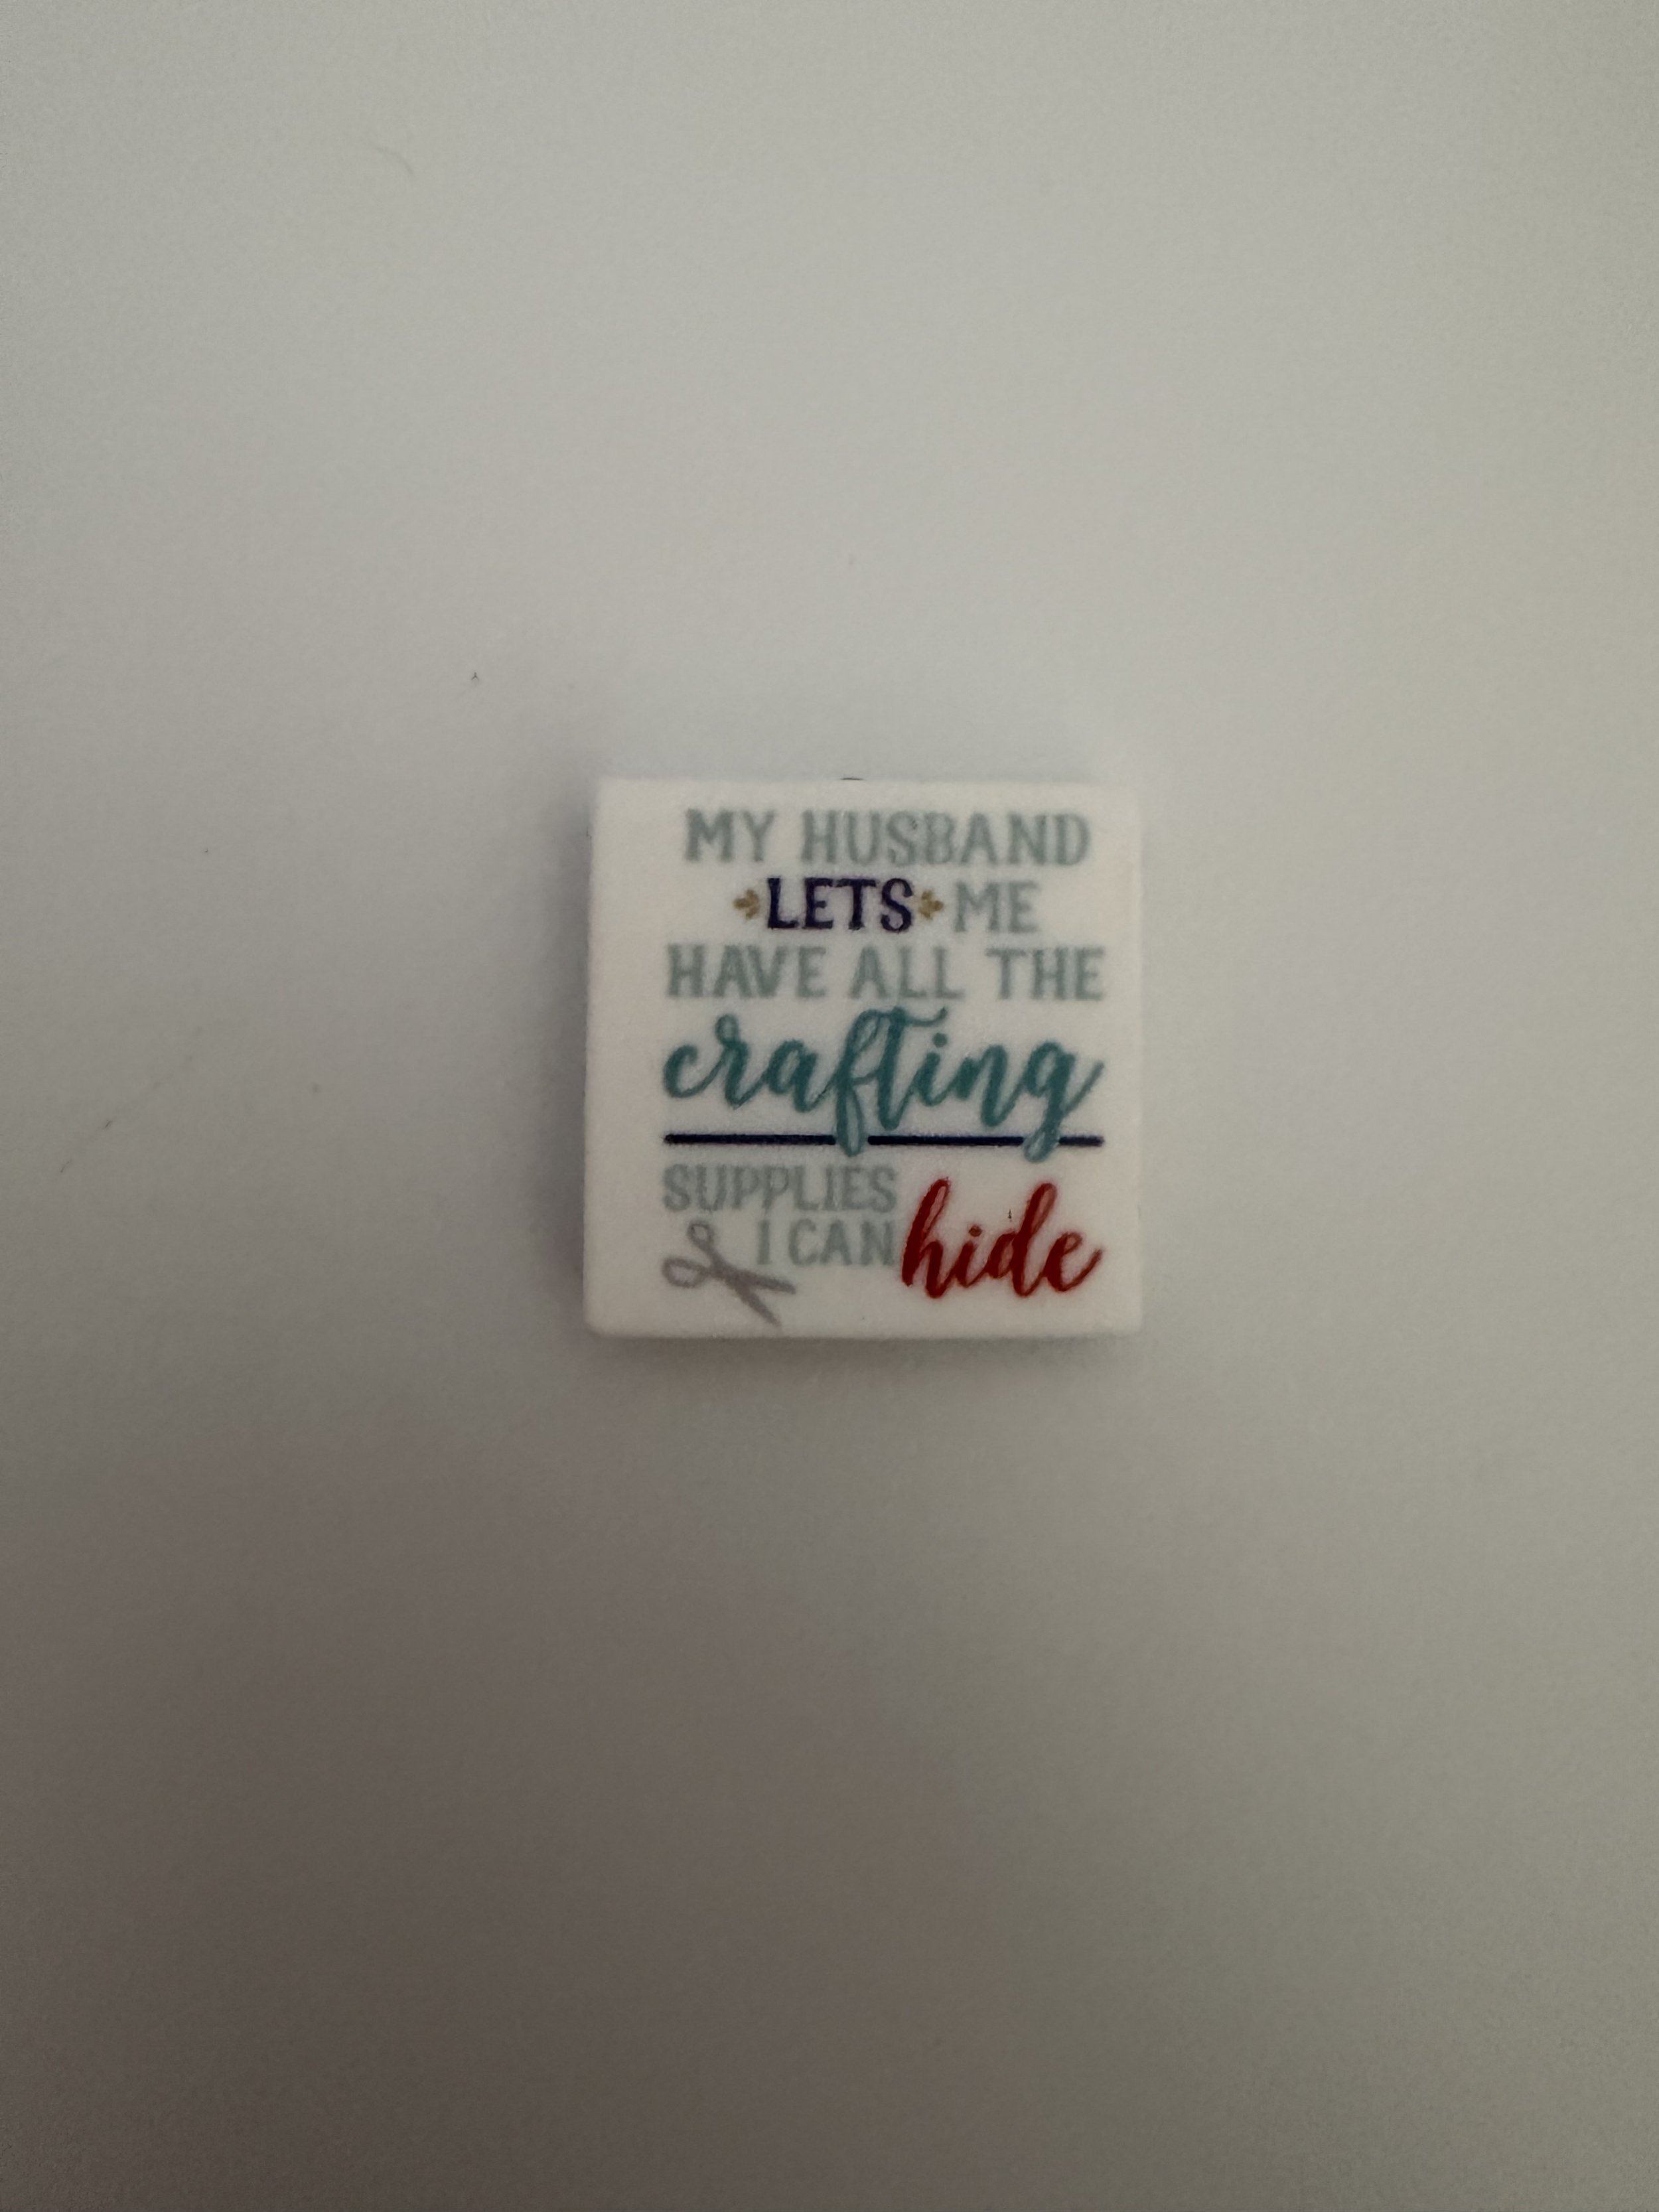 MY HUSBAND
LETS ME
HAVE ALL THE
crafting
SUPPLIES
I CAN hide